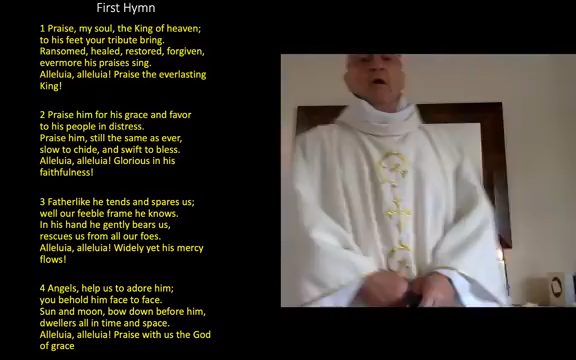 First Hymn
1 Praise, my soul, the King of heaven;
to his feet your tribute bring.
Ransomed, healed, restored, forgiven,
evermore his praises sing.
Alleluia, alleluia! Praise the everlasting
King!
2 Praise him for his grace and favor
to his people in distress.
Praise him, still the same as ever,
slow to chide, and swift to bless.
Alleluia, alleluia! Glorious in his
faithfulness!
3 Fatherlike he tends and spares us;
well our feeble frame he knows.
In his hand he gently bears us,
rescues us from all our foes.
Alleluia, alleluia! Widely yet his mercy
flows!
4 Angels, help us to adore him;
you behold him face to face.
Sun and moon, bow down before him,
dwellers all in time and space.
Alleluia, alleluia! Praise with us the God
of grace